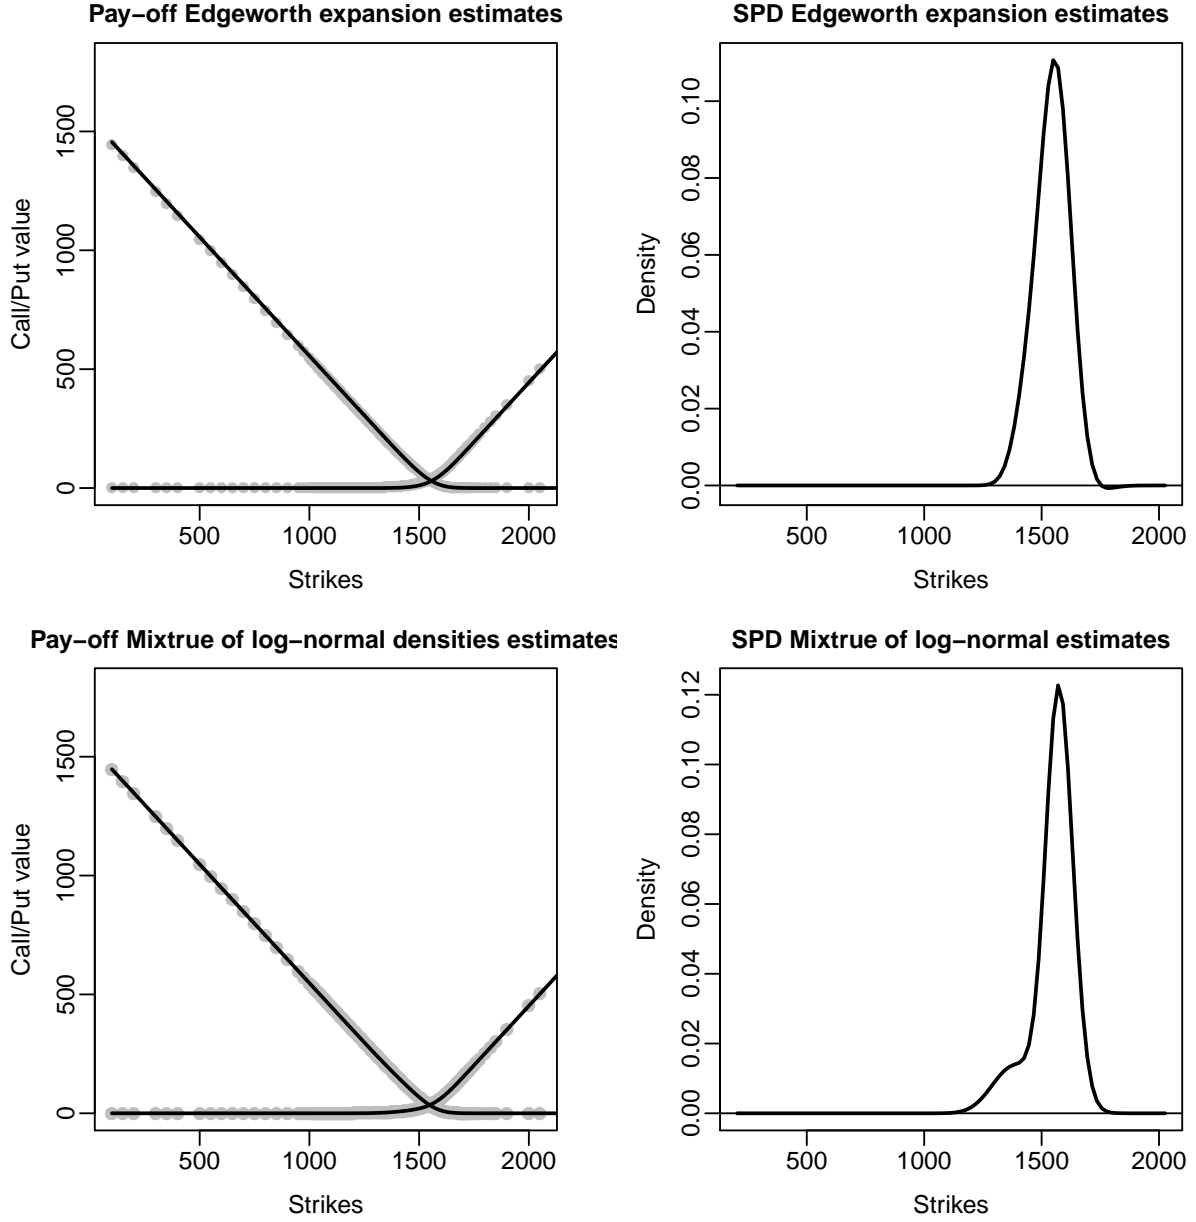 Pay−off Edgeworth expansion estimates
Call/Put value
1500
1000
500
0
500 1000 1500 2000
Strikes
SPD Edgeworth expansion estimates
Density
0.10
0.08
0.06
0.04
0.02
0.00
500 1000 1500 2000
Strikes
Pay−off Mixtrue of log−normal densities estimates
Call/Put value
1500
1000
500
0
500 1000 1500 2000
Strikes
SPD Mixtrue of log−normal estimates
Density
0.12
0.10
0.08
0.06
0.04
0.02
0.00
500 1000 1500 2000
Strikes